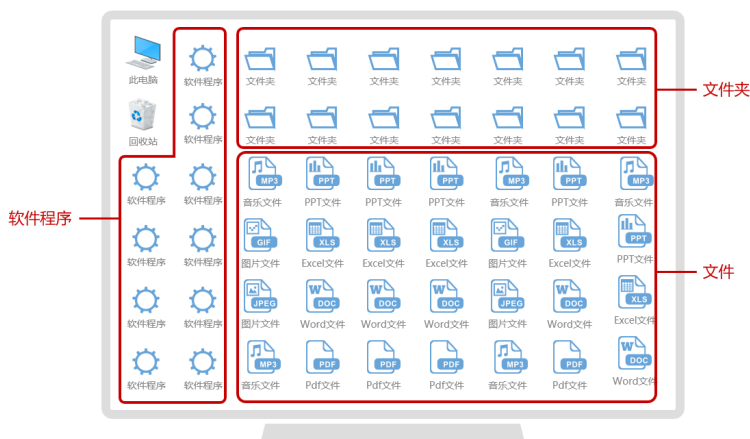 此电脑 软件程序 文件夹 文件夹 文件夹 文件夹 文件夹 文件夹 文件夹
文件夹
回收站 软件程序 文件夹 文件夹 文件夹 文件夹 文件夹 文件夹 文件夹
MP3 PPT PPT PPT MP3 PPT MP3
软件程序 软件程序 音乐文件 PPT文件 PPT文件 PPT文件 音乐文件 PPT文件 音乐文件
软件程序
GIF XLS XLS XLS GIF XLS PPT
软件程序 软件程序 图片文件 Excel文件 Excel文件 Excel文件 图片文件 Excel文件 PPT文件
文件
JPEG DOC DOC DOC JPEG DOC XLS
软件程序 软件程序 图片文件 Word文件 Word文件 Word文件 图片文件 Word文件 Excel文件
MP3 PDF PDF PDF MP3 PDF DOC
软件程序 软件程序 音乐文件 Pdf文件 Pdf文件 Pdf文件 音乐文件 Pdf文件 Word文件